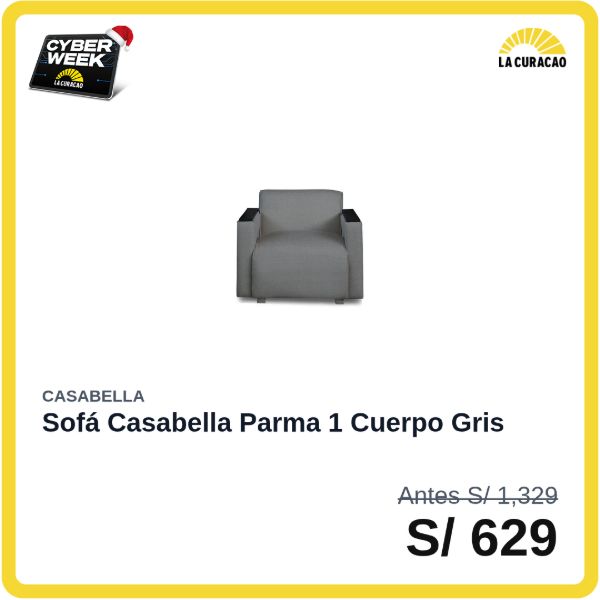 CYBER
WEEK
LA CURACAO
LA CURACAO
CASABELLA
Sofá Casabella Parma 1 Cuerpo Gris
Antes S/ 1,329
S/ 629